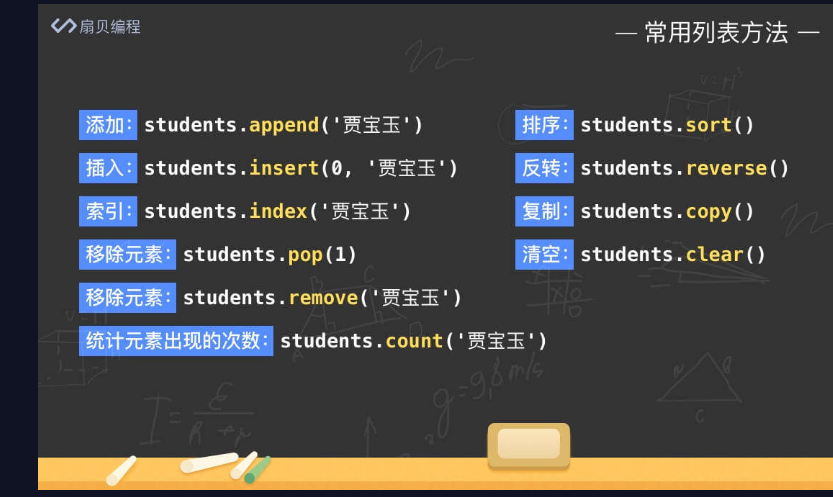 扇贝编程
— 常用列表方法 —
添加: students.append('贾宝玉')
插入: students.insert(0, '贾宝玉')
索引: students.index('贾宝玉')
移除元素: students.pop(1)
移除元素: students.remove('贾宝玉')
统计元素出现的次数: students.count('贾宝玉')
排序: students.sort()
反转: students.reverse()
复制: students.copy()
清空: students.clear()
g=9,8m/s